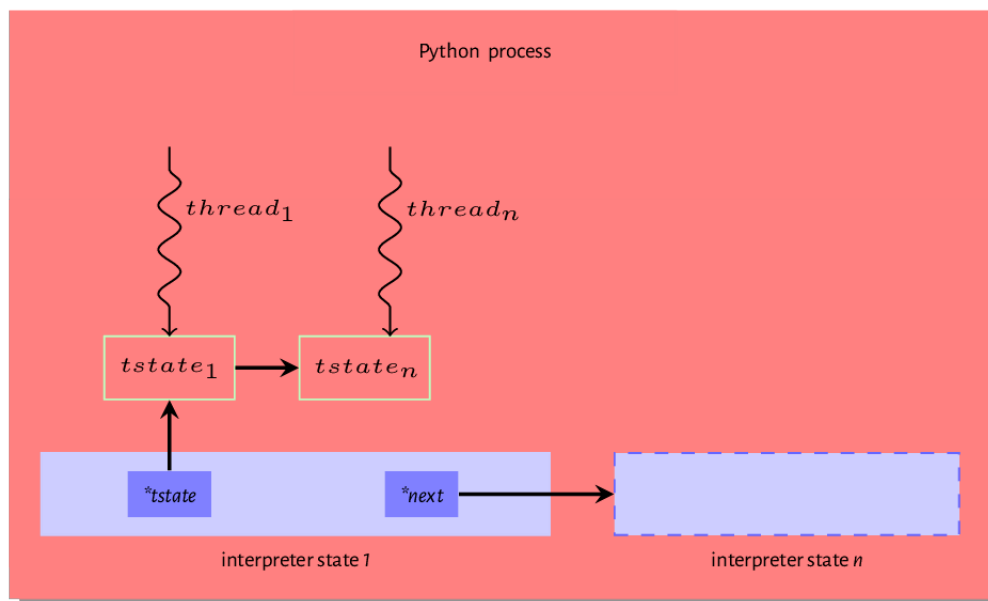 Python process
thread₁
threadₙ
tstate₁
tstateₙ
*tstate
*next
interpreter state 1
interpreter state n